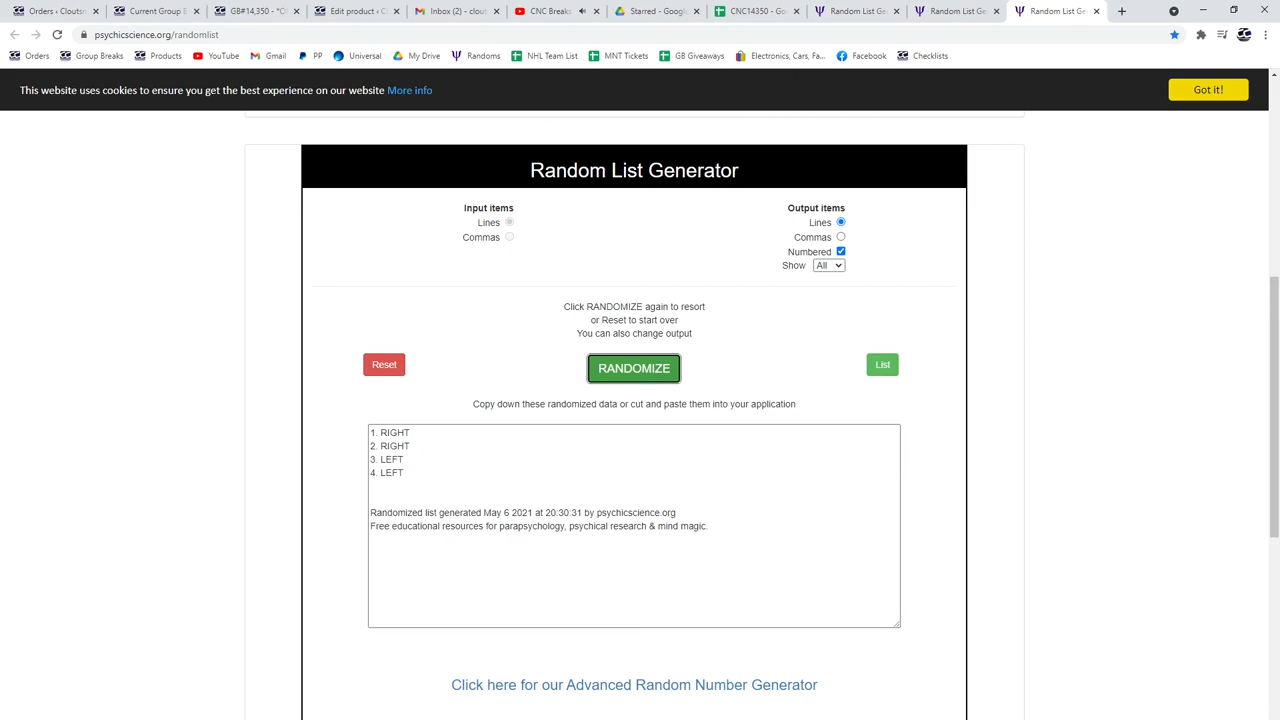 Orders ‹ Cloutsn
Current Group E
GB#14,350 - *C
Edit product ‹ C
Inbox (2) - clout
CNC Breaks
Starred - Google
CNC14350 - Go
Random List Ge
Random List Ge
Random List Ge
psychicscience.org/randomlist
Orders
Group Breaks
Products
YouTube
Gmail
PP
Universal
My Drive
Randoms
NHL Team List
MNT Tickets
GB Giveaways
Electronics, Cars, Fa...
Facebook
Checklists
This website uses cookies to ensure you get the best experience on our website More info
Got it!
Random List Generator
Input items
Lines
Commas
Output items
Lines
Commas
Numbered
Show All
Click RANDOMIZE again to resort
or Reset to start over
You can also change output
Reset
RANDOMIZE
List
Copy down these randomized data or cut and paste them into your application
1. RIGHT
2. RIGHT
3. LEFT
4. LEFT
Randomized list generated May 6 2021 at 20:30:31 by psychicscience.org
Free educational resources for parapsychology, psychical research & mind magic.
Click here for our Advanced Random Number Generator